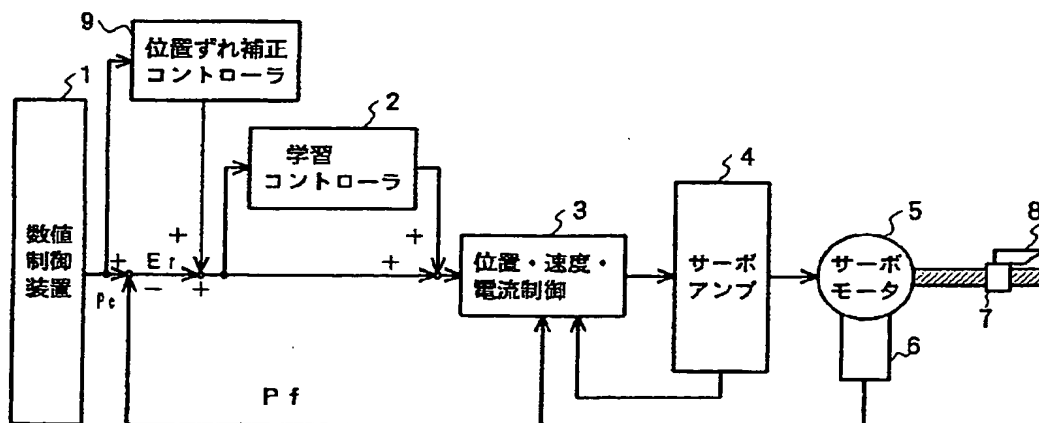 9
位置ずれ補正
コントローラ
1
2
学習
コントローラ
4
3
5
8
数値
制御
装置
+
Pc
-
Er
+
+
+
+
位置・速度・
電流制御
サーボ
アンプ
サーボ
モータ
7
6
Pf